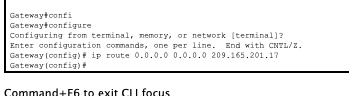 Gateway#confi
Gateway#configure
Configuring from terminal, memory, or network [terminal]?
Enter configuration commands, one per line.  End with CNTL/Z.
Gateway(config)# ip route 0.0.0.0 0.0.0.0 209.165.201.17
Gateway(config)#
Command+F6 to exit CLI focus